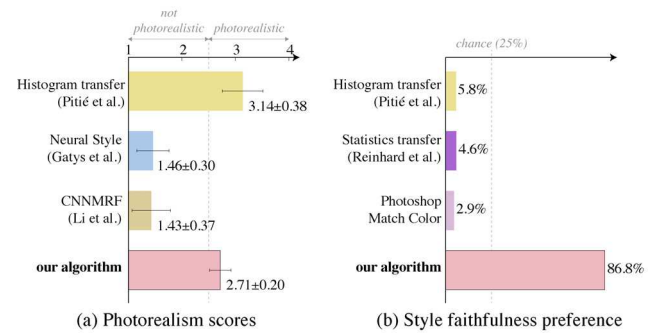 not
photorealistic
photorealistic
1
2
3
4
Histogram transfer
(Pitié et al.)
3.14±0.38
Neural Style
(Gatys et al.)
1.46±0.30
CNNMRF
(Li et al.)
1.43±0.37
our algorithm
2.71±0.20
(a) Photorealism scores
chance (25%)
Histogram transfer
(Pitié et al.)
5.8%
Statistics transfer
(Reinhard et al.)
4.6%
Photoshop
Match Color
2.9%
our algorithm
86.8%
(b) Style faithfulness preference